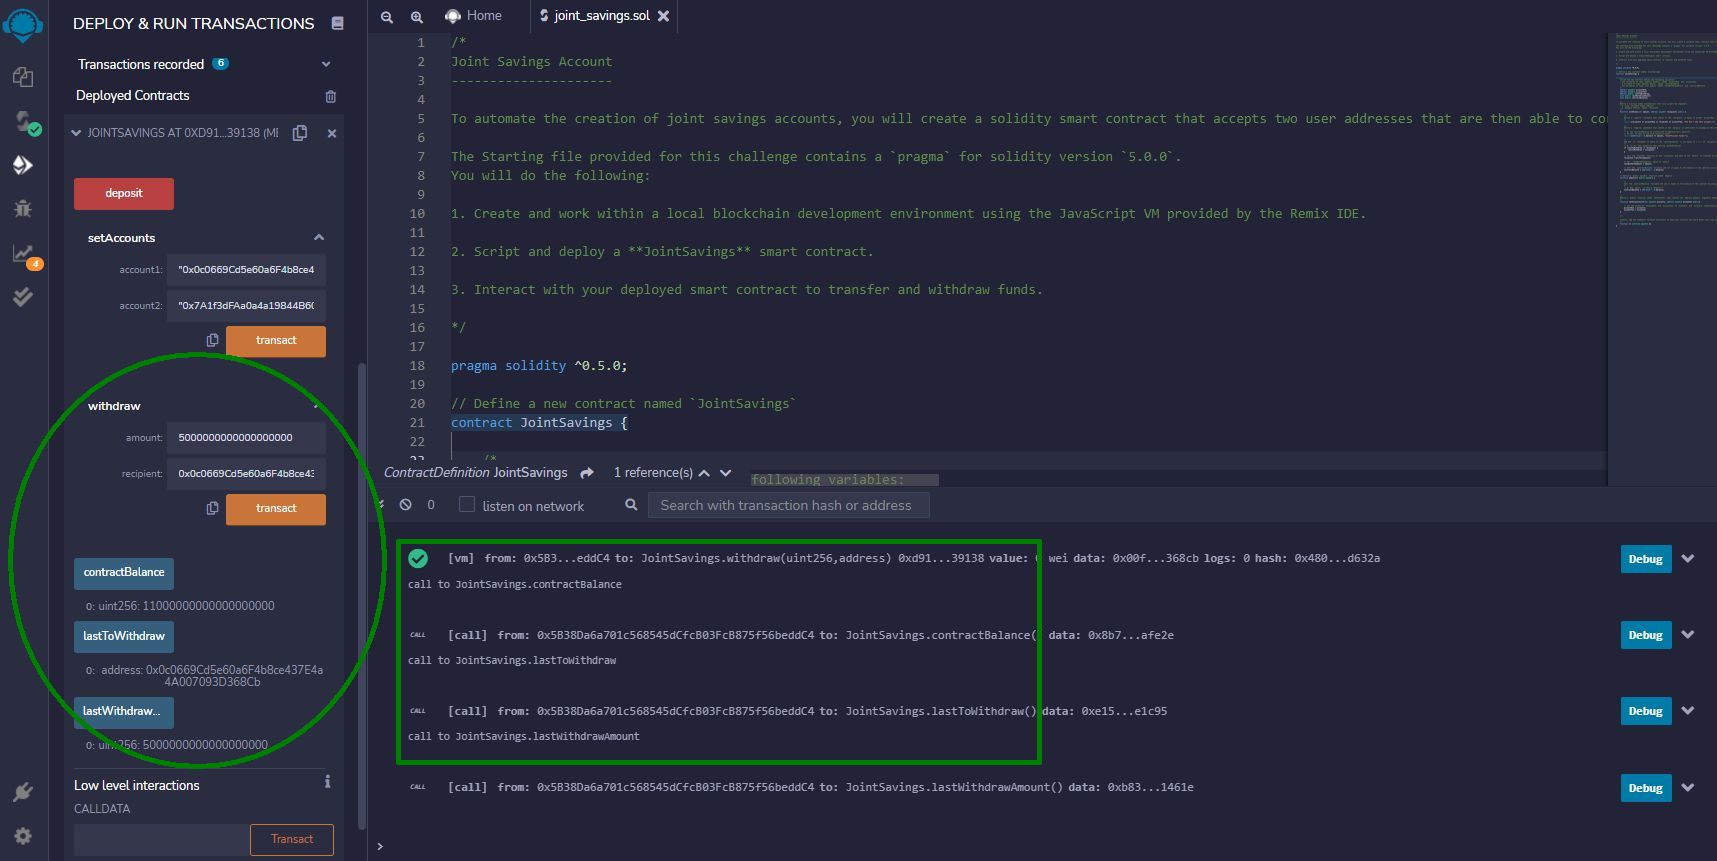 DEPLOY & RUN TRANSACTIONS
Transactions recorded 6
Deployed Contracts
JOINTSAVINGS AT 0XD91...39138 (ME
deposit
setAccounts
account1: "0x0c0669Cd5e60a6F4b8ce4
account2: "0x7A1f3dFAa0a4a19844B60
transact
withdraw
amount: 5000000000000000000
recipient: 0x0c0669Cd5e60a6F4b8ce43
transact
contractBalance
0: uint256: 11000000000000000000
lastToWithdraw
0: address: 0x0c0669Cd5e60a6F4b8ce437E4a
4A007093D368Cb
lastWithdraw...
0: uint256: 5000000000000000000
Low level interactions
CALLDATA
Transact
4
Home
joint_savings.sol
1 /*
2 Joint Savings Account
3 ---------------------
4
5 To automate the creation of joint savings accounts, you will create a solidity smart contract that accepts two user addresses that are then able to co
6
7 The Starting file provided for this challenge contains a `pragma` for solidity version `5.0.0`.
8 You will do the following:
9
10 1. Create and work within a local blockchain development environment using the JavaScript VM provided by the Remix IDE.
11
12 2. Script and deploy a **JointSavings** smart contract.
13
14 3. Interact with your deployed smart contract to transfer and withdraw funds.
15
16 */
17
18 pragma solidity ^0.5.0;
19
20 // Define a new contract named `JointSavings`
21 contract JointSavings {
22
23 /*
ContractDefinition JointSavings 1 reference(s)
following variables:
0 listen on network Search with transaction hash or address
[vm] from: 0x5B3...eddC4 to: JointSavings.withdraw(uint256,address) 0xd91...39138 value: 0 wei data: 0x00f...368cb logs: 0 hash: 0x480...d632a Debug
call to JointSavings.contractBalance
CALL [call] from: 0x5B38Da6a701c568545dCfcB03FcB875f56beddC4 to: JointSavings.contractBalance() data: 0x8b7...afe2e Debug
call to JointSavings.lastToWithdraw
CALL [call] from: 0x5B38Da6a701c568545dCfcB03FcB875f56beddC4 to: JointSavings.lastToWithdraw() data: 0xe15...e1c95 Debug
call to JointSavings.lastWithdrawAmount
CALL [call] from: 0x5B38Da6a701c568545dCfcB03FcB875f56beddC4 to: JointSavings.lastWithdrawAmount() data: 0xb83...1461e Debug
>